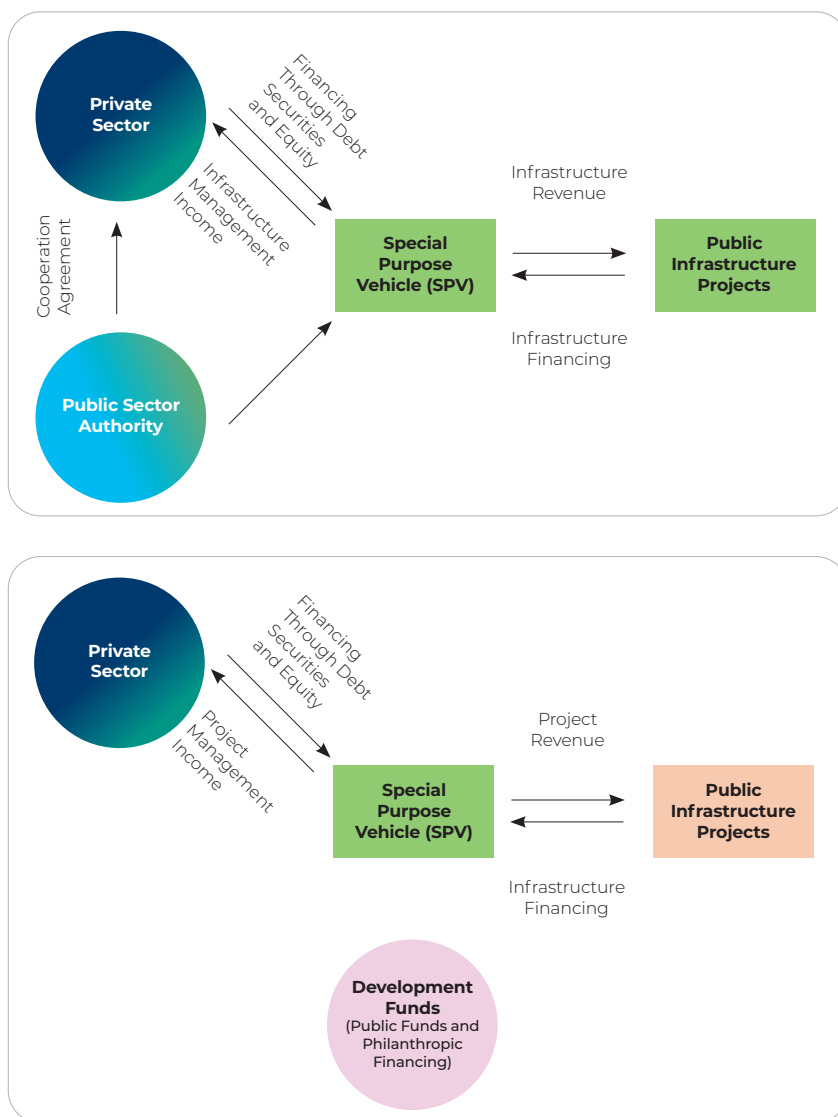 Private
Sector
Financing
Through Debt
Securities
and Equity
Infrastructure
Management
Income
Cooperation
Agreement
Infrastructure
Revenue
Special
Purpose
Vehicle (SPV)
Public
Infrastructure
Projects
Infrastructure
Financing
Public Sector
Authority
Private
Sector
Financing
Through Debt
Securities
and Equity
Project
Management
Income
Project
Revenue
Special
Purpose
Vehicle (SPV)
Public
Infrastructure
Projects
Infrastructure
Financing
Development
Funds
(Public Funds and
Philanthropic
Financing)